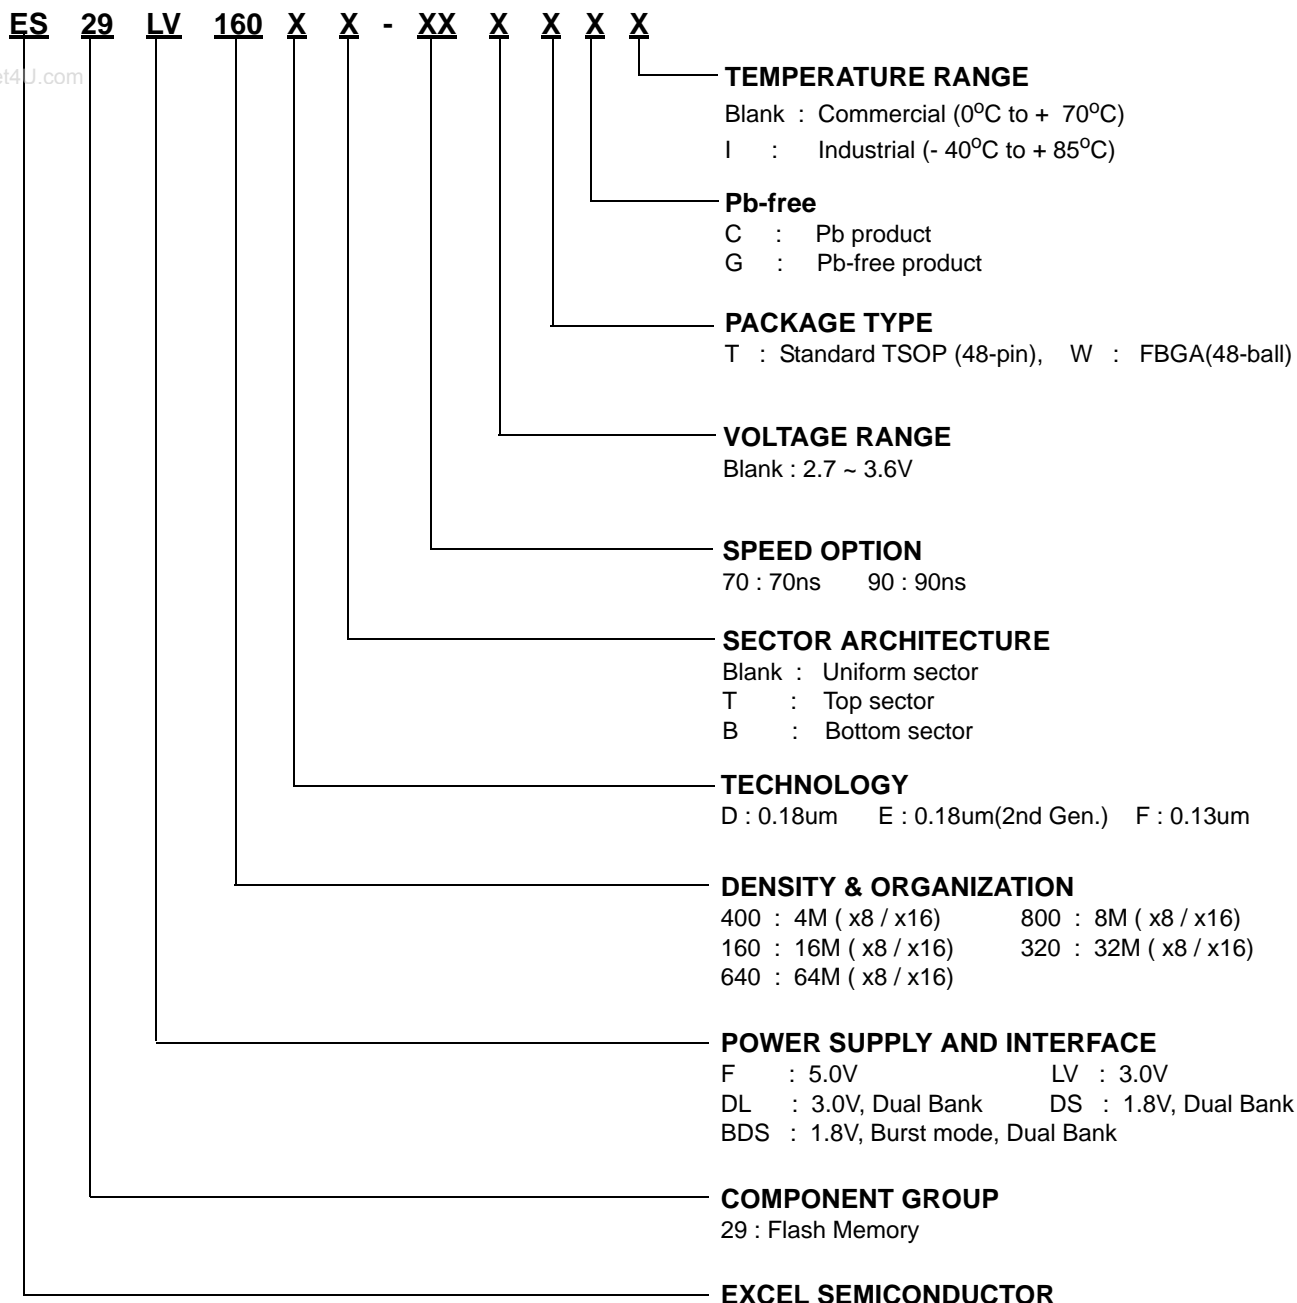 ES 29 LV 160 X X - XX X X X X
et4U.com
TEMPERATURE RANGE
Blank : Commercial (0°C to + 70°C)
I : Industrial (- 40°C to + 85°C)
Pb-free
C : Pb product
G : Pb-free product
PACKAGE TYPE
T : Standard TSOP (48-pin), W : FBGA(48-ball)
VOLTAGE RANGE
Blank : 2.7 ~ 3.6V
SPEED OPTION
70 : 70ns 90 : 90ns
SECTOR ARCHITECTURE
Blank : Uniform sector
T : Top sector
B : Bottom sector
TECHNOLOGY
D : 0.18um E : 0.18um(2nd Gen.) F : 0.13um
DENSITY & ORGANIZATION
400 : 4M ( x8 / x16) 800 : 8M ( x8 / x16)
160 : 16M ( x8 / x16) 320 : 32M ( x8 / x16)
640 : 64M ( x8 / x16)
POWER SUPPLY AND INTERFACE
F : 5.0V LV : 3.0V
DL : 3.0V, Dual Bank DS : 1.8V, Dual Bank
BDS : 1.8V, Burst mode, Dual Bank
COMPONENT GROUP
29 : Flash Memory
EXCEL SEMICONDUCTOR